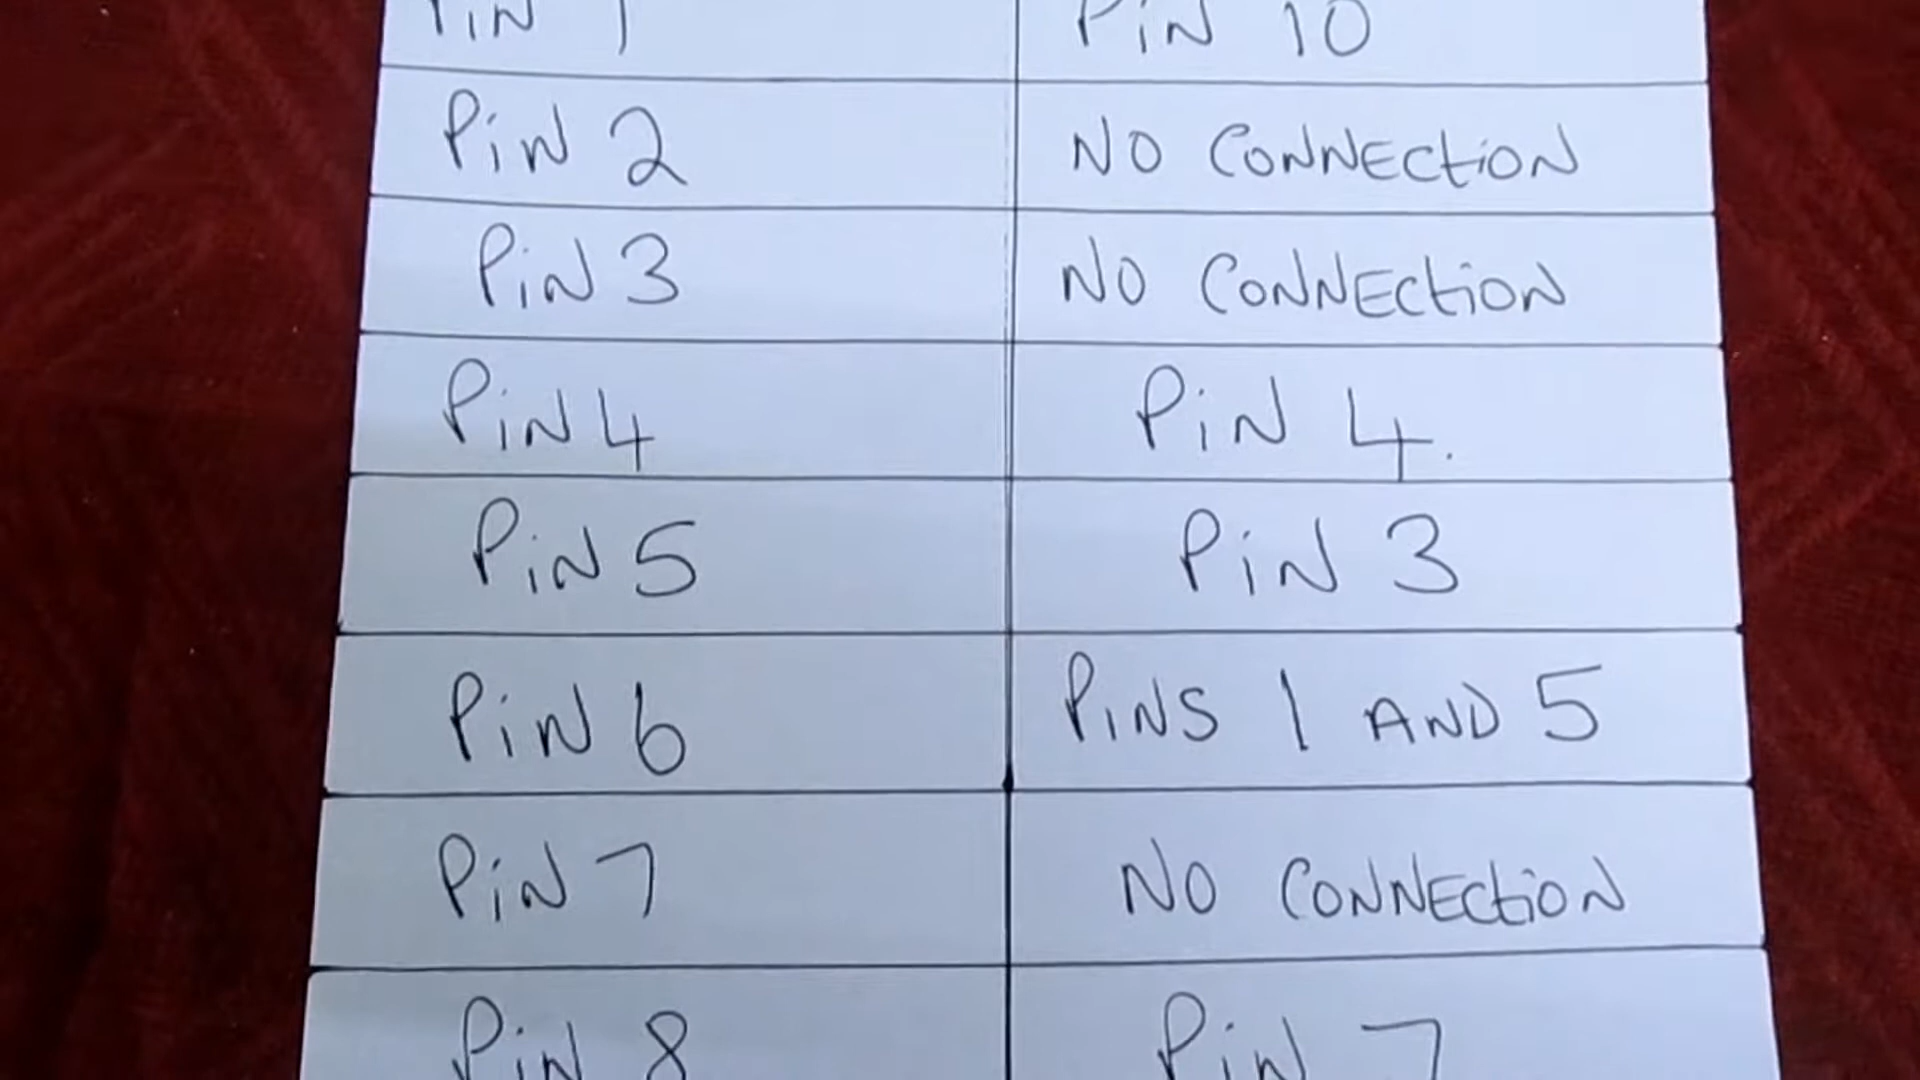 Pin 1 Pin 10
Pin 2 NO CONNECtiON
Pin 3 NO CONNECtiON
Pin 4 Pin 4.
Pin 5 Pin 3
Pin 6 PiNS 1 AND 5
Pin 7 NO CONNECtiON
Pin 8 Pin 7